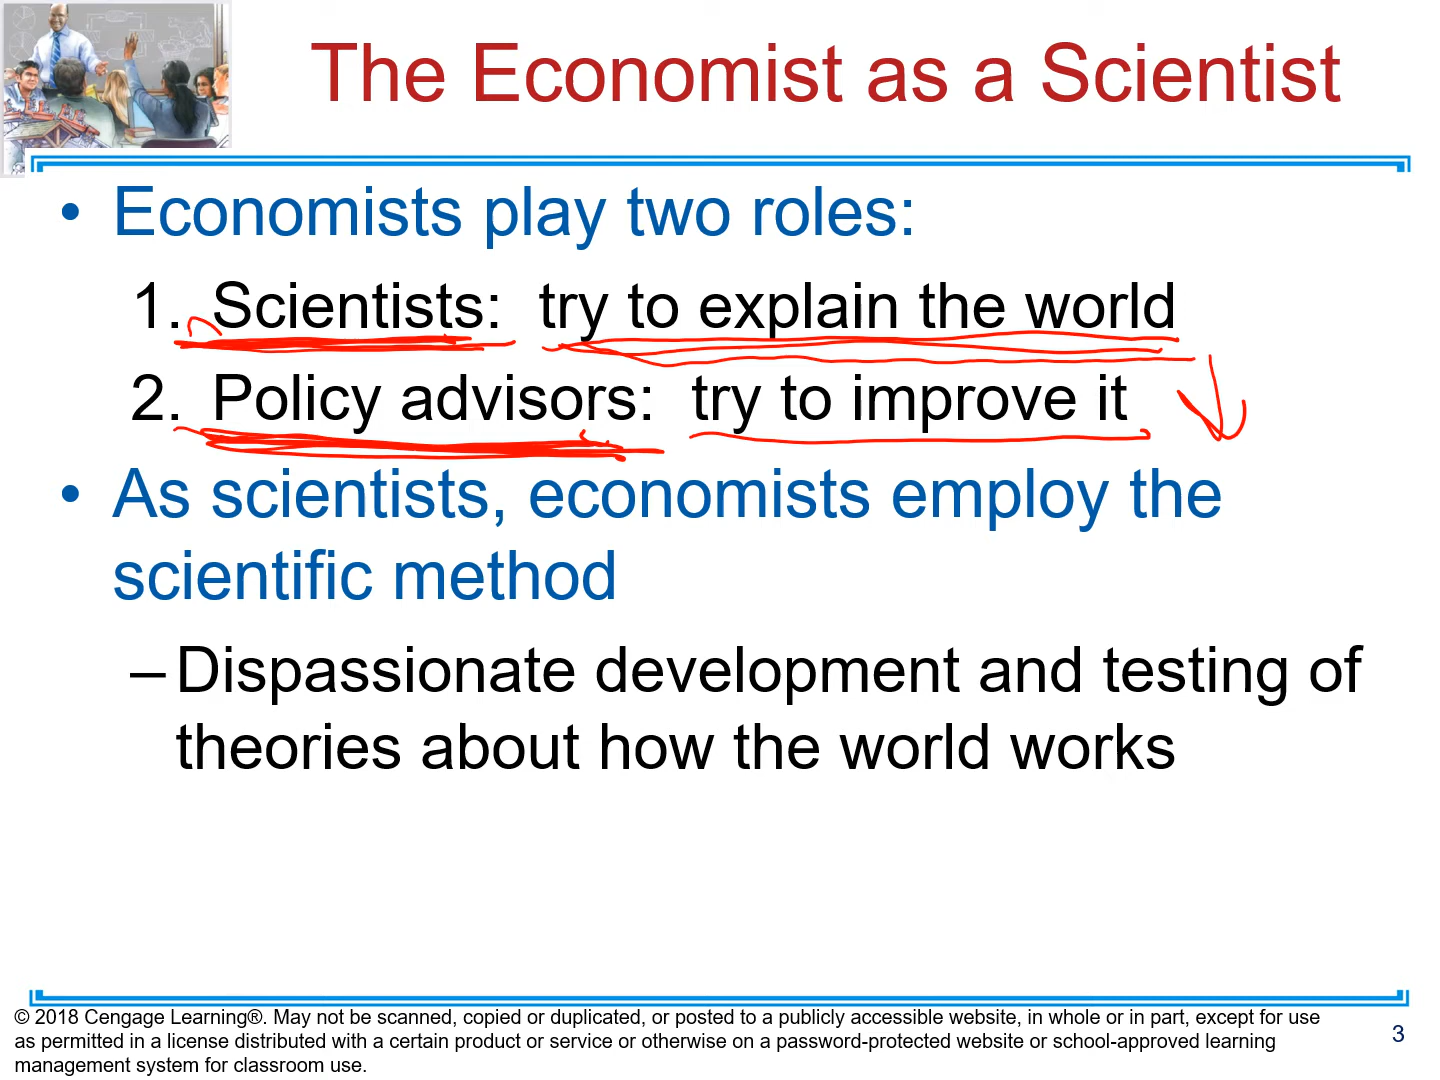 The Economist as a Scientist
• Economists play two roles:
1. Scientists: try to explain the world
2. Policy advisors: try to improve it
• As scientists, economists employ the
scientific method
– Dispassionate development and testing of
theories about how the world works
© 2018 Cengage Learning®. May not be scanned, copied or duplicated, or posted to a publicly accessible website, in whole or in part, except for use
as permitted in a license distributed with a certain product or service or otherwise on a password-protected website or school-approved learning
management system for classroom use.
3